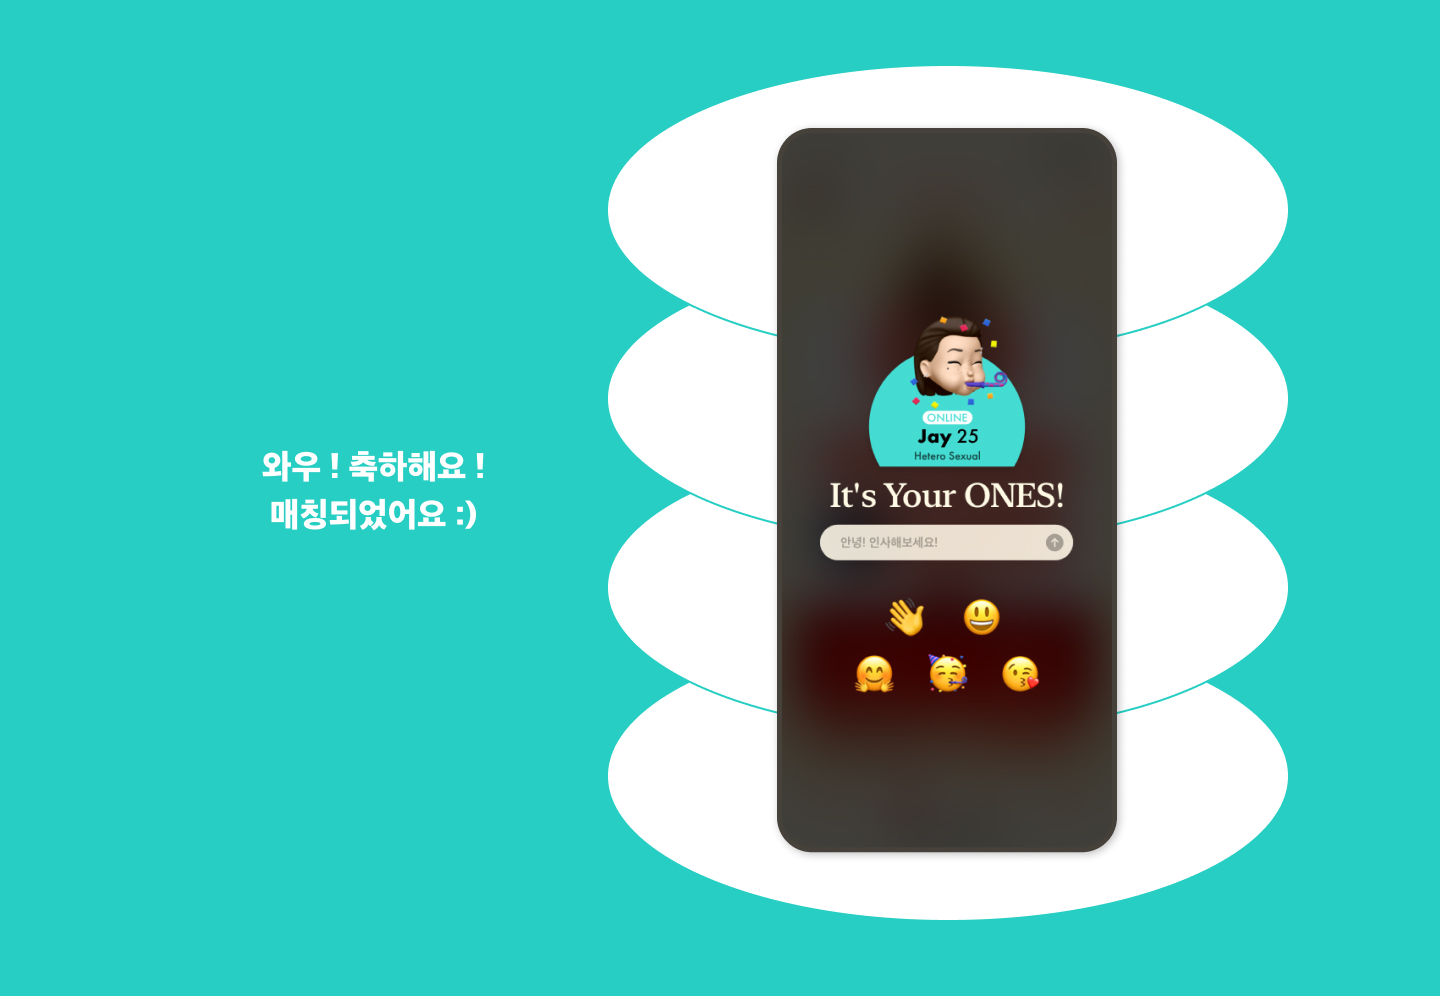 와우 ! 축하해요 !
매칭되었어요 :)
ONLINE
Jay 25
Hetero Sexual
It's Your ONES!
안녕! 인사해보세요!